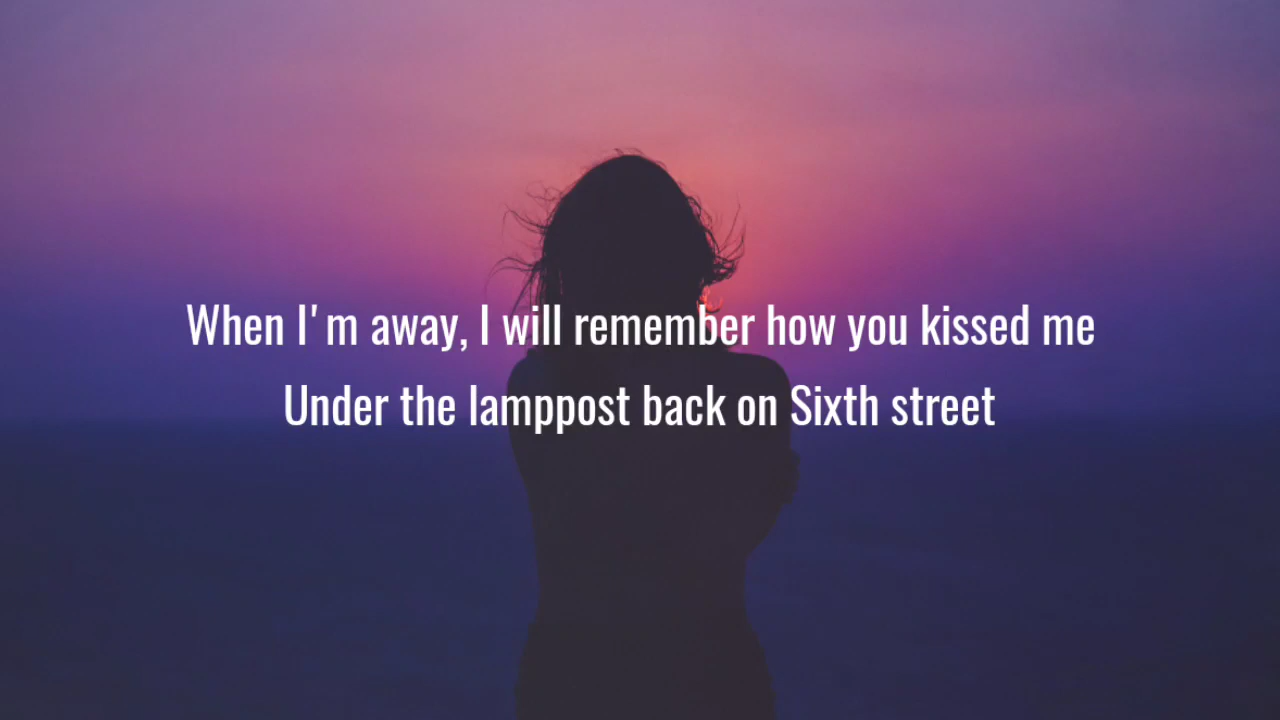 When I'm away, I will remember how you kissed me
Under the lamppost back on Sixth street